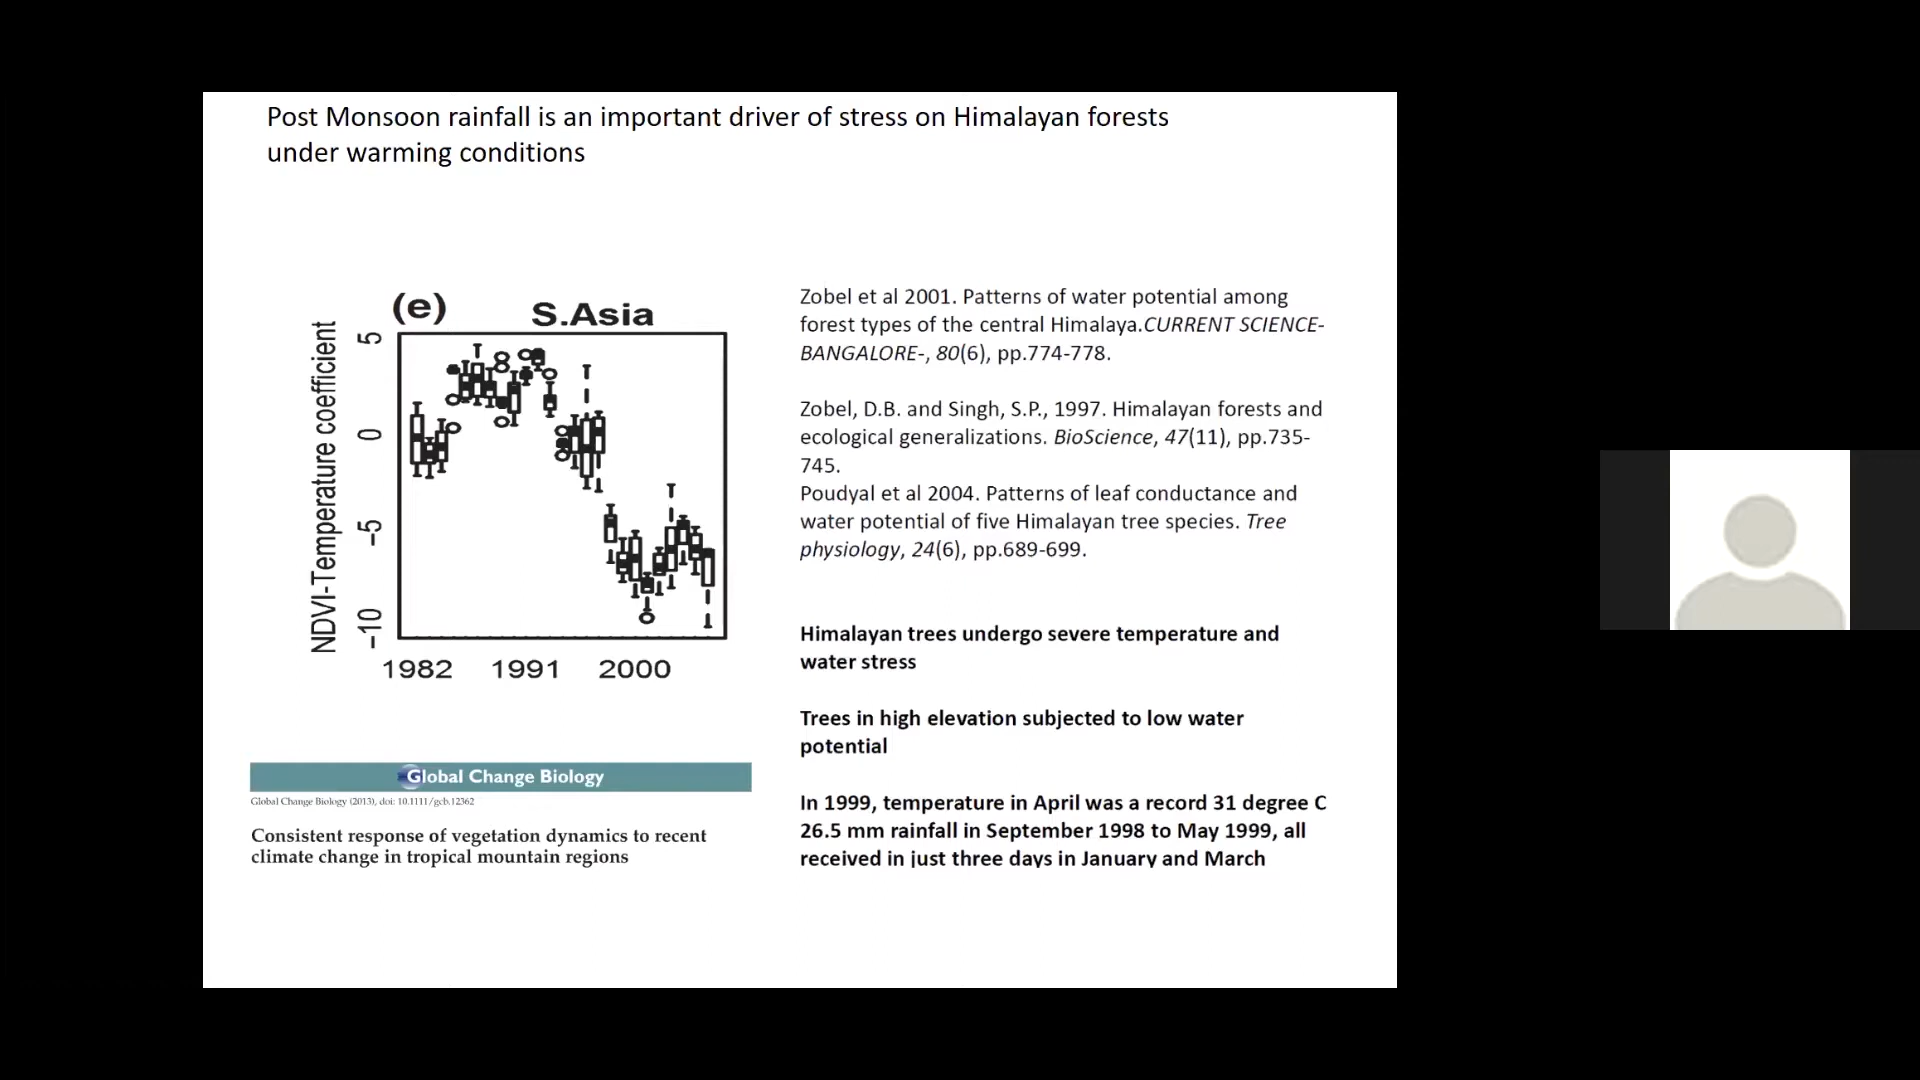 Post Monsoon rainfall is an important driver of stress on Himalayan forests
under warming conditions
(e)
S.Asia
NDVI-Temperature coefficient
5
0
−5
−10
1982
1991
2000
Global Change Biology
Global Change Biology (2013), doi: 10.1111/gcb.12362
Consistent response of vegetation dynamics to recent
climate change in tropical mountain regions
Zobel et al 2001. Patterns of water potential among
forest types of the central Himalaya.CURRENT SCIENCE-
BANGALORE-, 80(6), pp.774-778.
Zobel, D.B. and Singh, S.P., 1997. Himalayan forests and
ecological generalizations. BioScience, 47(11), pp.735-
745.
Poudyal et al 2004. Patterns of leaf conductance and
water potential of five Himalayan tree species. Tree
physiology, 24(6), pp.689-699.
Himalayan trees undergo severe temperature and
water stress
Trees in high elevation subjected to low water
potential
In 1999, temperature in April was a record 31 degree C
26.5 mm rainfall in September 1998 to May 1999, all
received in just three days in January and March